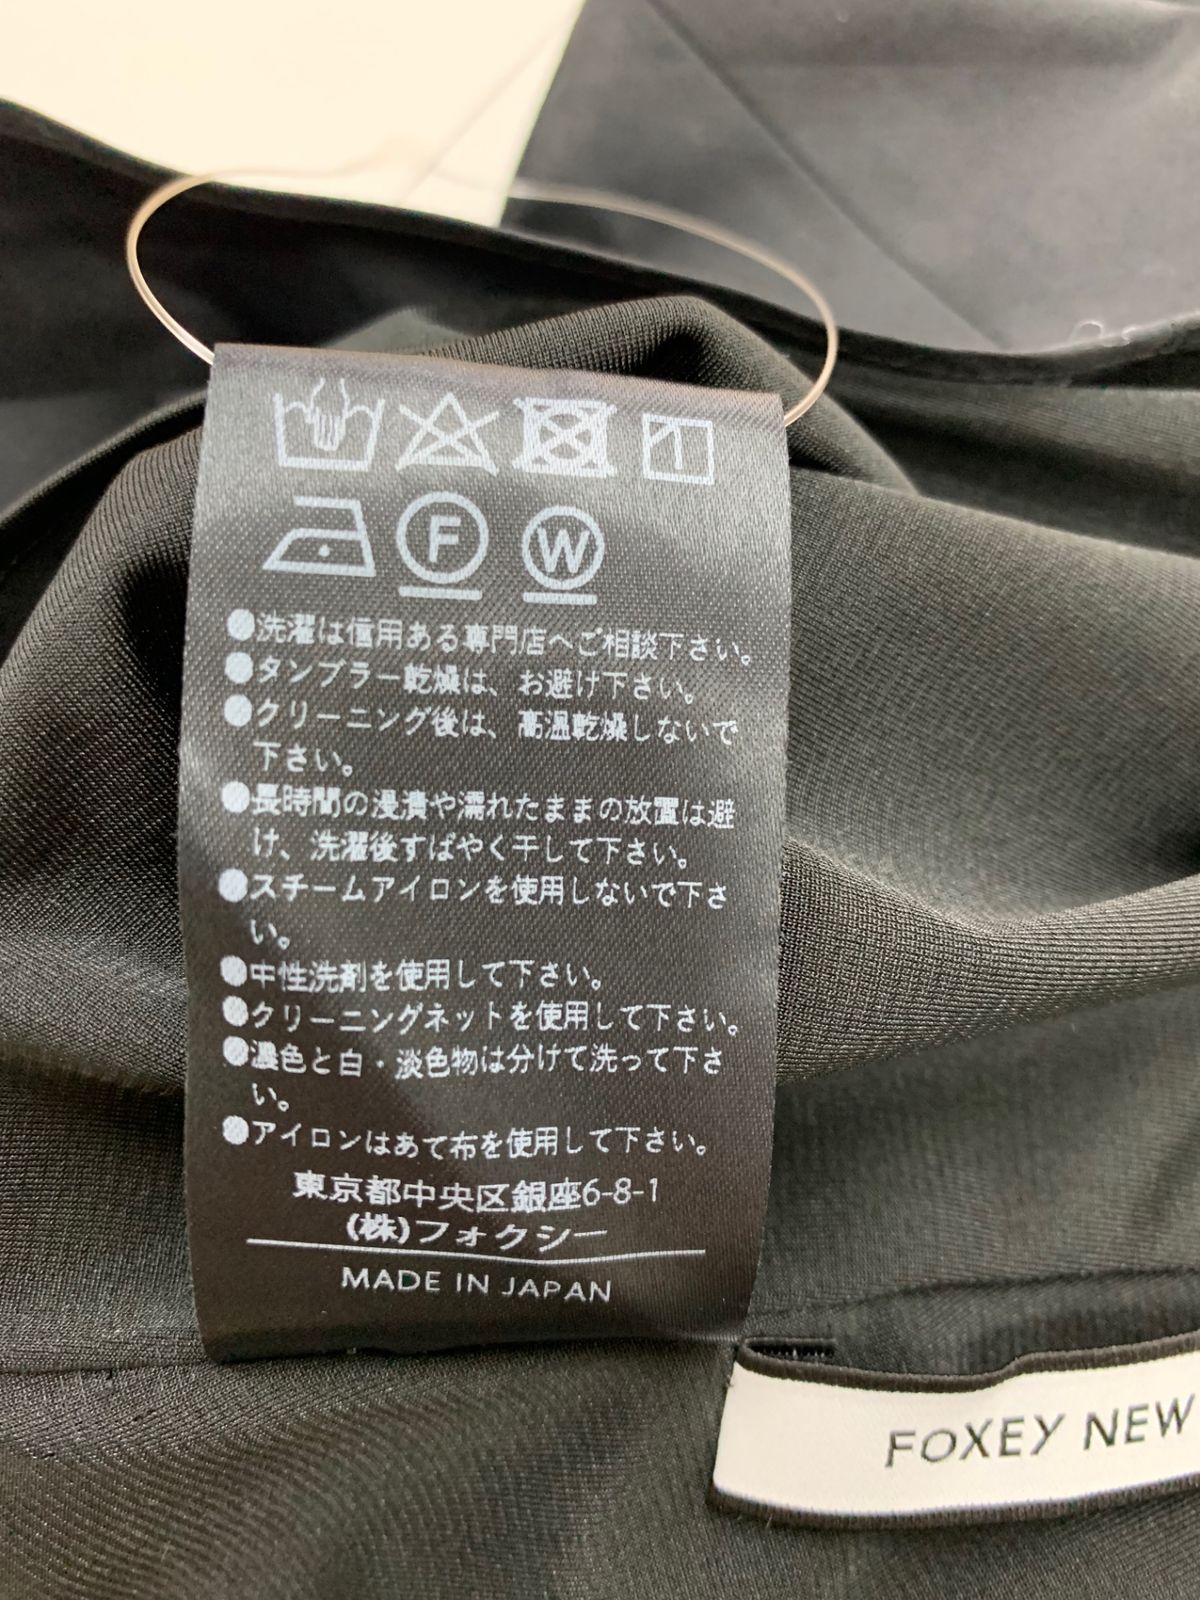 F W
●洗濯は信用ある専門店へご相談下さい。
●タンブラー乾燥は、お避け下さい。
●クリーニング後は、高温乾燥しないで
下さい。
●長時間の浸漬や濡れたままの放置は避
け、洗濯後すばやく干して下さい。
●スチームアイロンを使用しないで下さ
い。
●中性洗剤を使用して下さい。
●クリーニングネットを使用して下さい。
●濃色と白・淡色物は分けて洗って下さ
い。
●アイロンはあて布を使用して下さい。
東京都中央区銀座6-8-1
(株)フォクシー
MADE IN JAPAN
FOXEY NEW